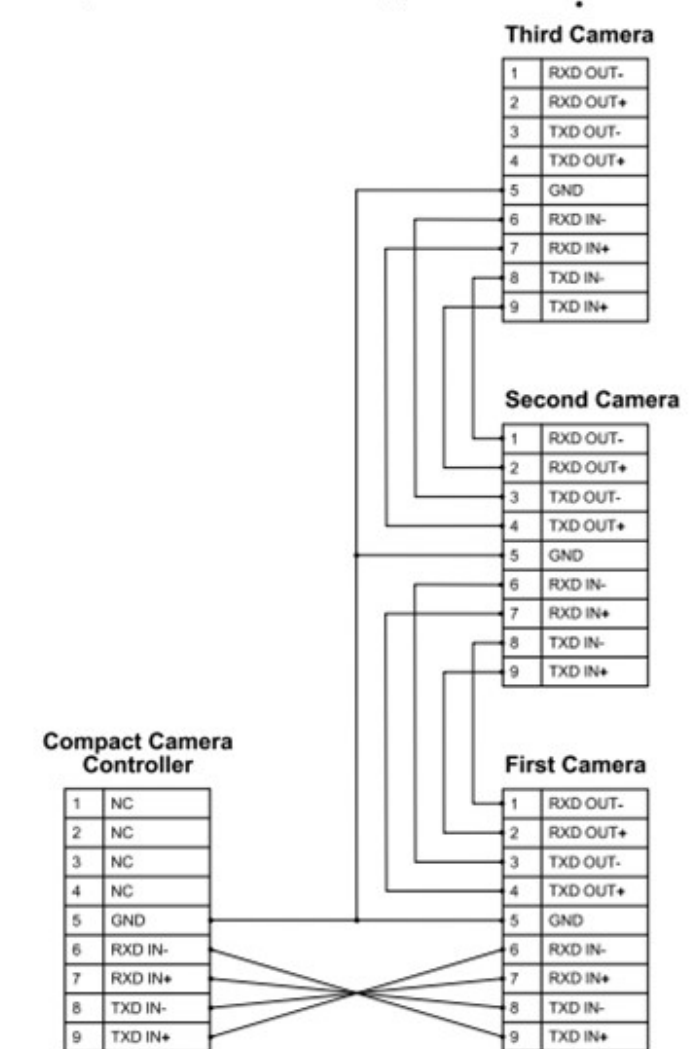 Third Camera
1 RXD OUT-
2 RXD OUT+
3 TXD OUT-
4 TXD OUT+
5 GND
6 RXD IN-
7 RXD IN+
8 TXD IN-
9 TXD IN+
Second Camera
1 RXD OUT-
2 RXD OUT+
3 TXD OUT-
4 TXD OUT+
5 GND
6 RXD IN-
7 RXD IN+
8 TXD IN-
9 TXD IN+
Compact Camera
Controller
1 NC
2 NC
3 NC
4 NC
5 GND
6 RXD IN-
7 RXD IN+
8 TXD IN-
9 TXD IN+
First Camera
1 RXD OUT-
2 RXD OUT+
3 TXD OUT-
4 TXD OUT+
5 GND
6 RXD IN-
7 RXD IN+
8 TXD IN-
9 TXD IN+